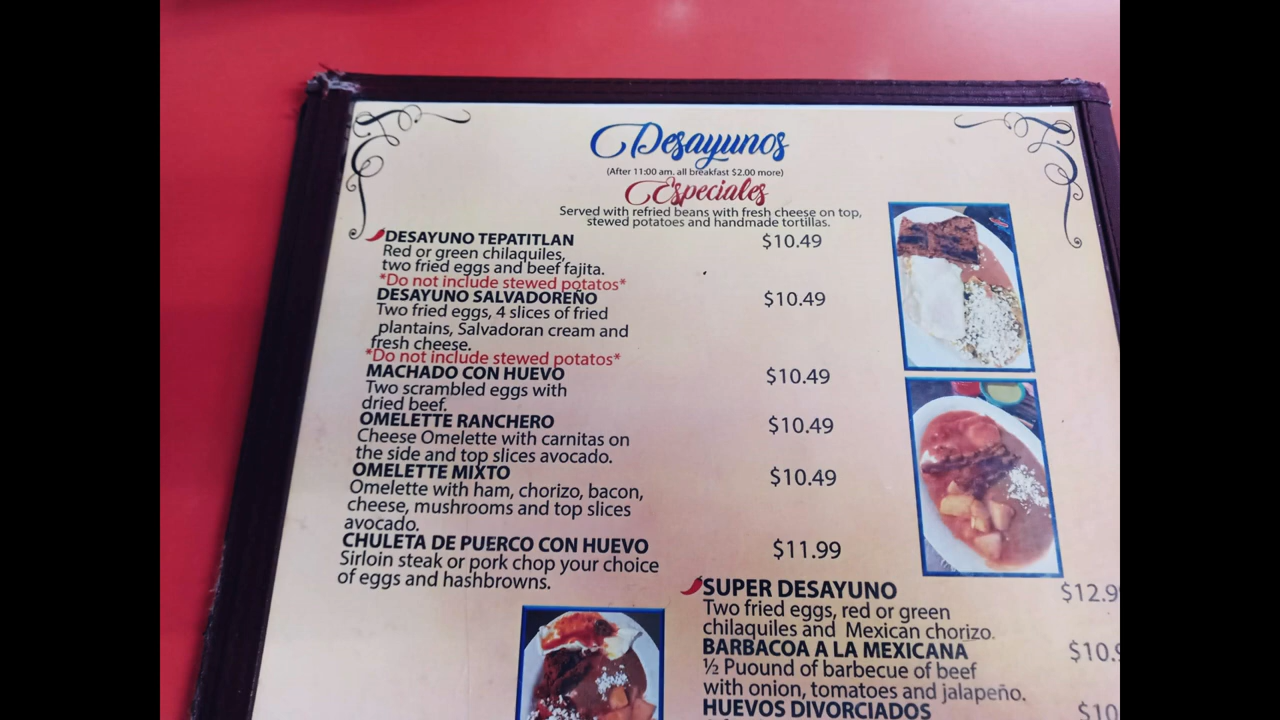 Desayunos
(After 11:00 am. all breakfast $2.00 more)
Especiales
Served with refried beans with fresh cheese on top,
stewed potatoes and handmade tortillas.
DESAYUNO TEPATITLAN $10.49
Red or green chilaquiles,
two fried eggs and beef fajita.
*Do not include stewed potatos*
DESAYUNO SALVADOREÑO $10.49
Two fried eggs, 4 slices of fried
plantains, Salvadoran cream and
fresh cheese.
*Do not include stewed potatos*
MACHADO CON HUEVO $10.49
Two scrambled eggs with
dried beef.
OMELETTE RANCHERO $10.49
Cheese Omelette with carnitas on
the side and top slices avocado.
OMELETTE MIXTO $10.49
Omelette with ham, chorizo, bacon,
cheese, mushrooms and top slices
avocado.
CHULETA DE PUERCO CON HUEVO $11.99
Sirloin steak or pork chop your choice
of eggs and hashbrowns.
SUPER DESAYUNO $12.9
Two fried eggs, red or green
chilaquiles and Mexican chorizo.
BARBACOA A LA MEXICANA $10.9
½ Puound of barbecue of beef
with onion, tomatoes and jalapeño.
HUEVOS DIVORCIADOS $10